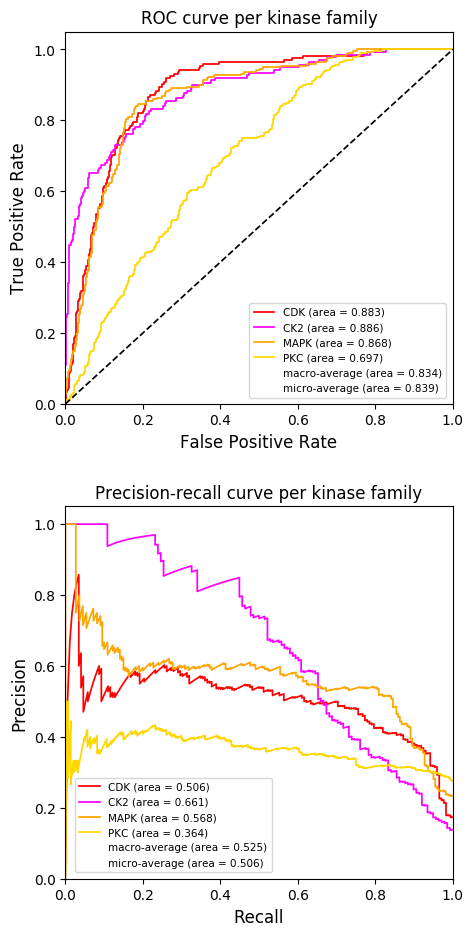 ROC curve per kinase family
True Positive Rate
1.0
0.8
0.6
0.4
0.2
0.0
CDK (area = 0.883)
CK2 (area = 0.886)
MAPK (area = 0.868)
PKC (area = 0.697)
macro-average (area = 0.834)
micro-average (area = 0.839)
0.0 0.2 0.4 0.6 0.8 1.0
False Positive Rate
Precision-recall curve per kinase family
Precision
1.0
0.8
0.6
0.4
0.2
0.0
CDK (area = 0.506)
CK2 (area = 0.661)
MAPK (area = 0.568)
PKC (area = 0.364)
macro-average (area = 0.525)
micro-average (area = 0.506)
0.0 0.2 0.4 0.6 0.8 1.0
Recall